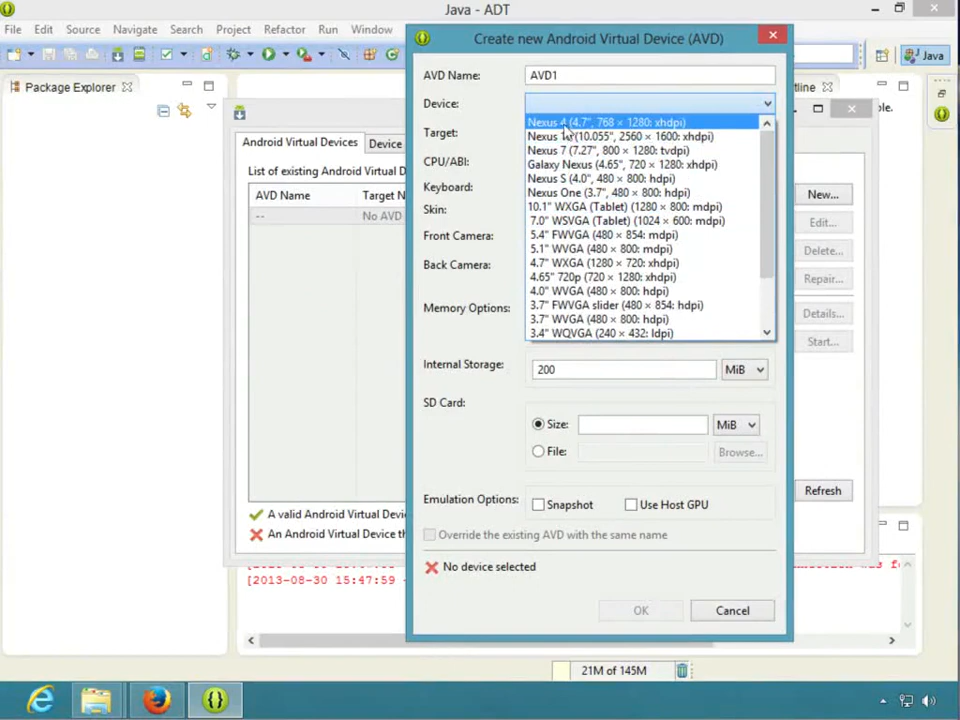 Java - ADT
File Edit Source Navigate Search Project Refactor Run Window
Create new Android Virtual Device (AVD)
Java
Package Explorer
AVD Name: AVD1
Device:
Nexus 4 (4.7", 768 × 1280: xhdpi)
Nexus (10.055", 2560 × 1600: xhdpi)
Nexus 7 (7.27", 800 × 1280: tvdpi)
Galaxy Nexus (4.65", 720 × 1280: xhdpi)
Nexus S (4.0", 480 × 800: hdpi)
Nexus One (3.7", 480 × 800: hdpi)
10.1" WXGA (Tablet) (1280 × 800: mdpi)
7.0" WSVGA (Tablet) (1024 × 600: mdpi)
5.4" FWVGA (480 × 854: mdpi)
5.1" WVGA (480 × 800: mdpi)
4.7" WXGA (1280 × 720: xhdpi)
4.65" 720p (720 × 1280: xhdpi)
4.0" WVGA (480 × 800: hdpi)
3.7" FWVGA slider (480 × 854: hdpi)
3.7" WVGA (480 × 800: hdpi)
3.4" WQVGA (240 × 432: ldpi)
Target:
CPU/ABI:
Keyboard:
Skin:
Front Camera:
Back Camera:
Memory Options:
Internal Storage: 200 MiB
SD Card:
Size: MiB
File: Browse...
Emulation Options: Snapshot Use Host GPU
Override the existing AVD with the same name
No device selected
OK Cancel
Android Virtual Devices Device
List of existing Android Virtual D
AVD Name Target N
-- No AVD
A valid Android Virtual Devi
An Android Virtual Device th
New...
Edit...
Delete...
Repair...
Details...
Start...
Refresh
tline
[2013-08-30 15:47:59 -
21M of 145M